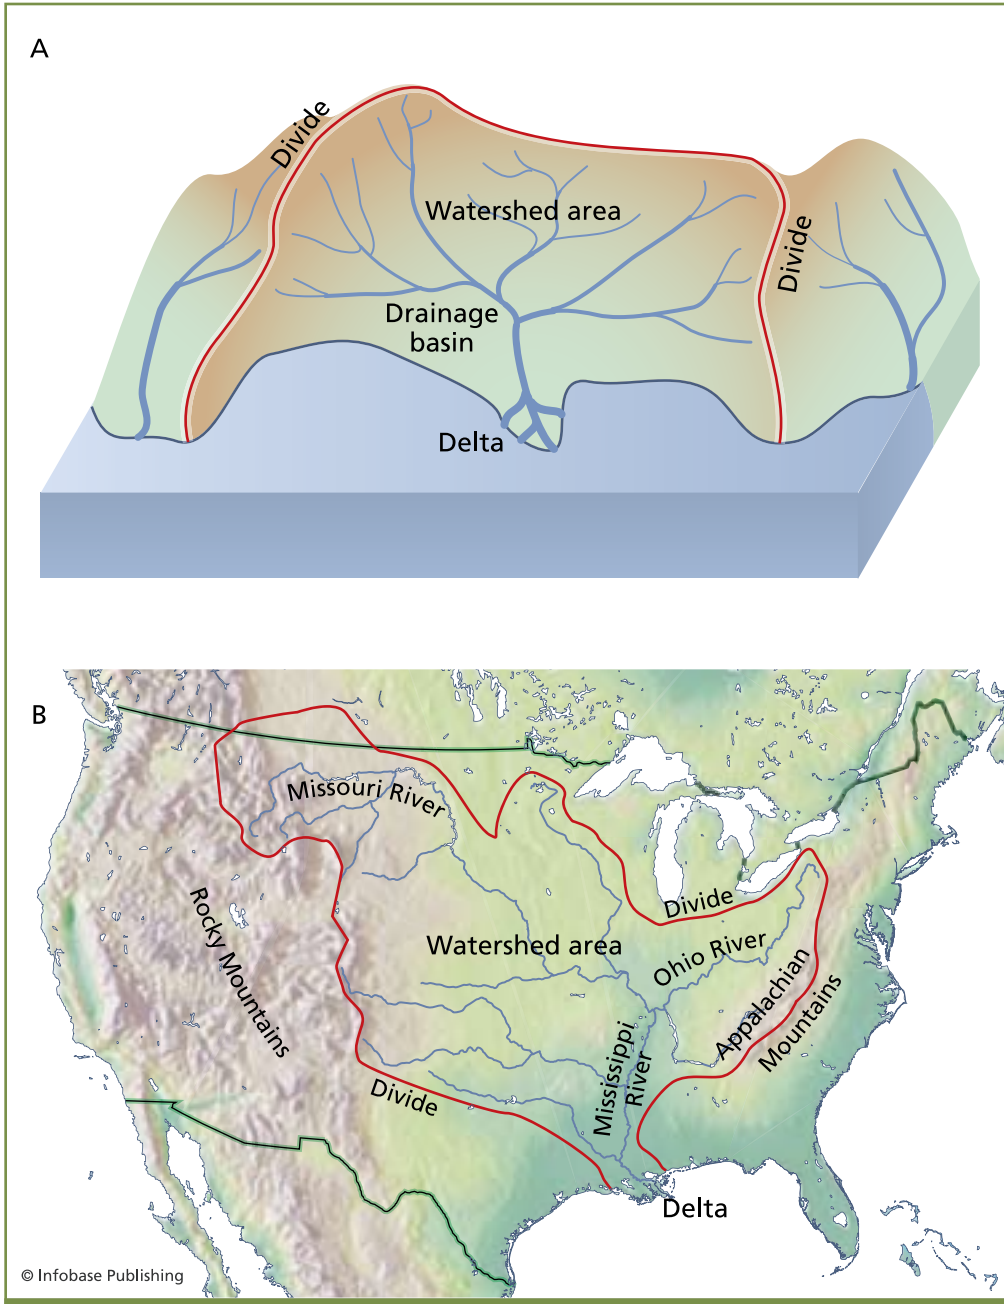 A
Divide
Watershed area
Divide
Drainage
basin
Delta
B
Missouri River
Rocky Mountains
Divide
Watershed area
Ohio River
Appalachian
Mountains
Mississippi
River
Divide
Delta
© Infobase Publishing